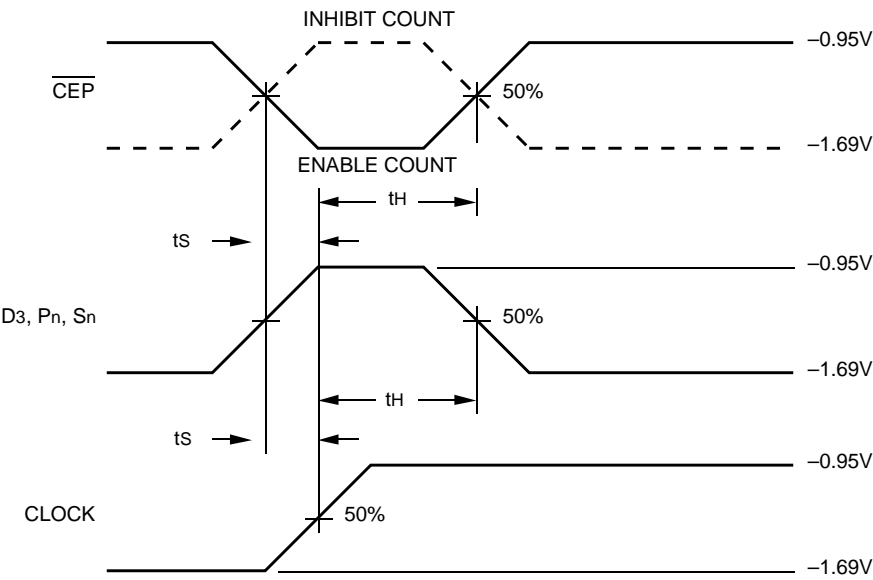 INHIBIT COUNT
–0.95V
CEP
50%
–1.69V
ENABLE COUNT
tH
tS
–0.95V
D3, Pn, Sn
50%
–1.69V
tH
tS
–0.95V
CLOCK
50%
–1.69V